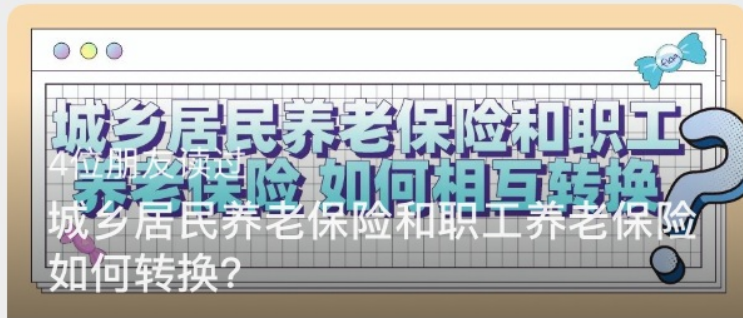 城乡居民养老保险和职工
养老保险 如何相互转换
?
4位朋友读过
城乡居民养老保险和职工养老保险
如何转换?